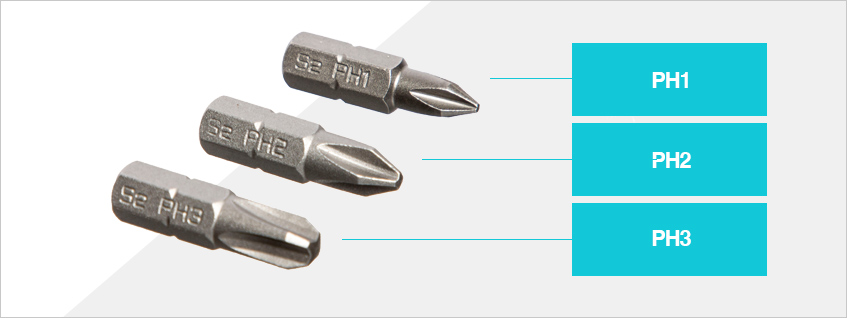 S2 PH1
PH1
S2 PH2
PH2
S2 PH3
PH3